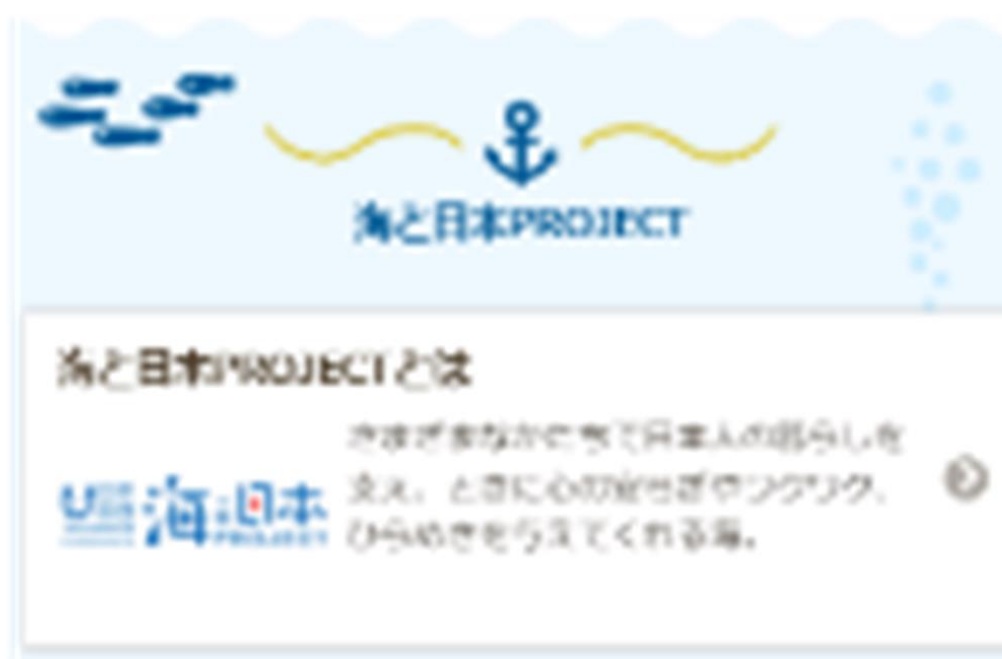 海と日本PROJECT
海と日本PROJECTとは
さまざまなかたちで日本人の暮らしを
支え、ときに心の安らぎやワクワク、
ひらめきを与えてくれる海。
海と日本
PROJECT